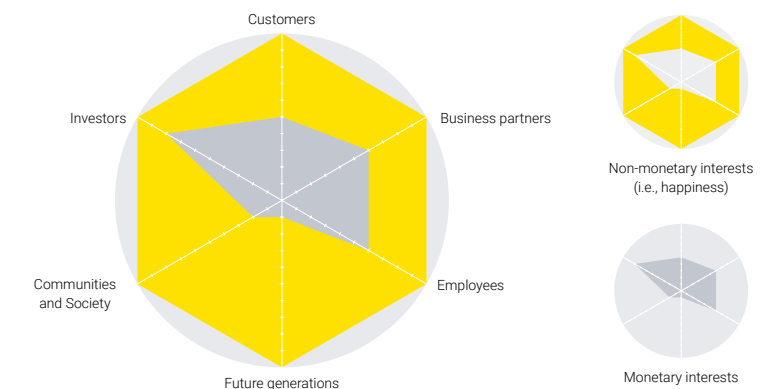 Customers
Investors
Business partners
Communities
and Society
Employees
Future generations
Non-monetary interests
(i.e., happiness)
Monetary interests